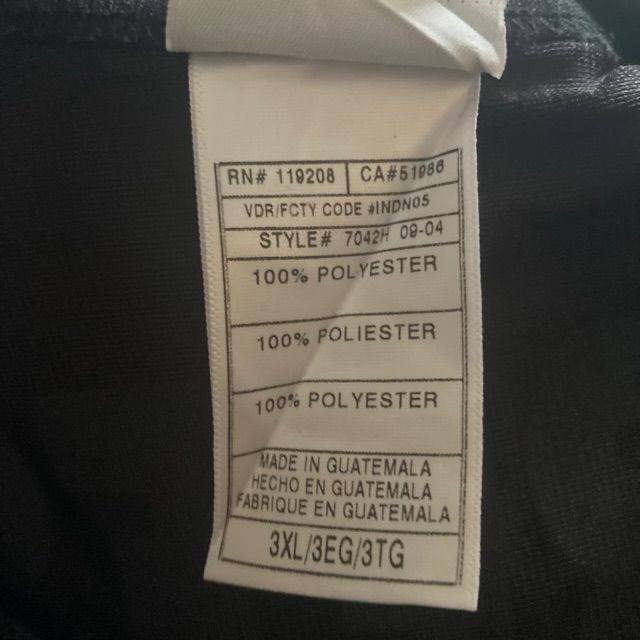 RN# 119208 CA#51986
VDR/FCTY CODE #INDN05
STYLE# 7042H 09-04
100% POLYESTER
100% POLIESTER
100% POLYESTER
MADE IN GUATEMALA
HECHO EN GUATEMALA
FABRIQUE EN GUATEMALA
3XL/3EG/3TG